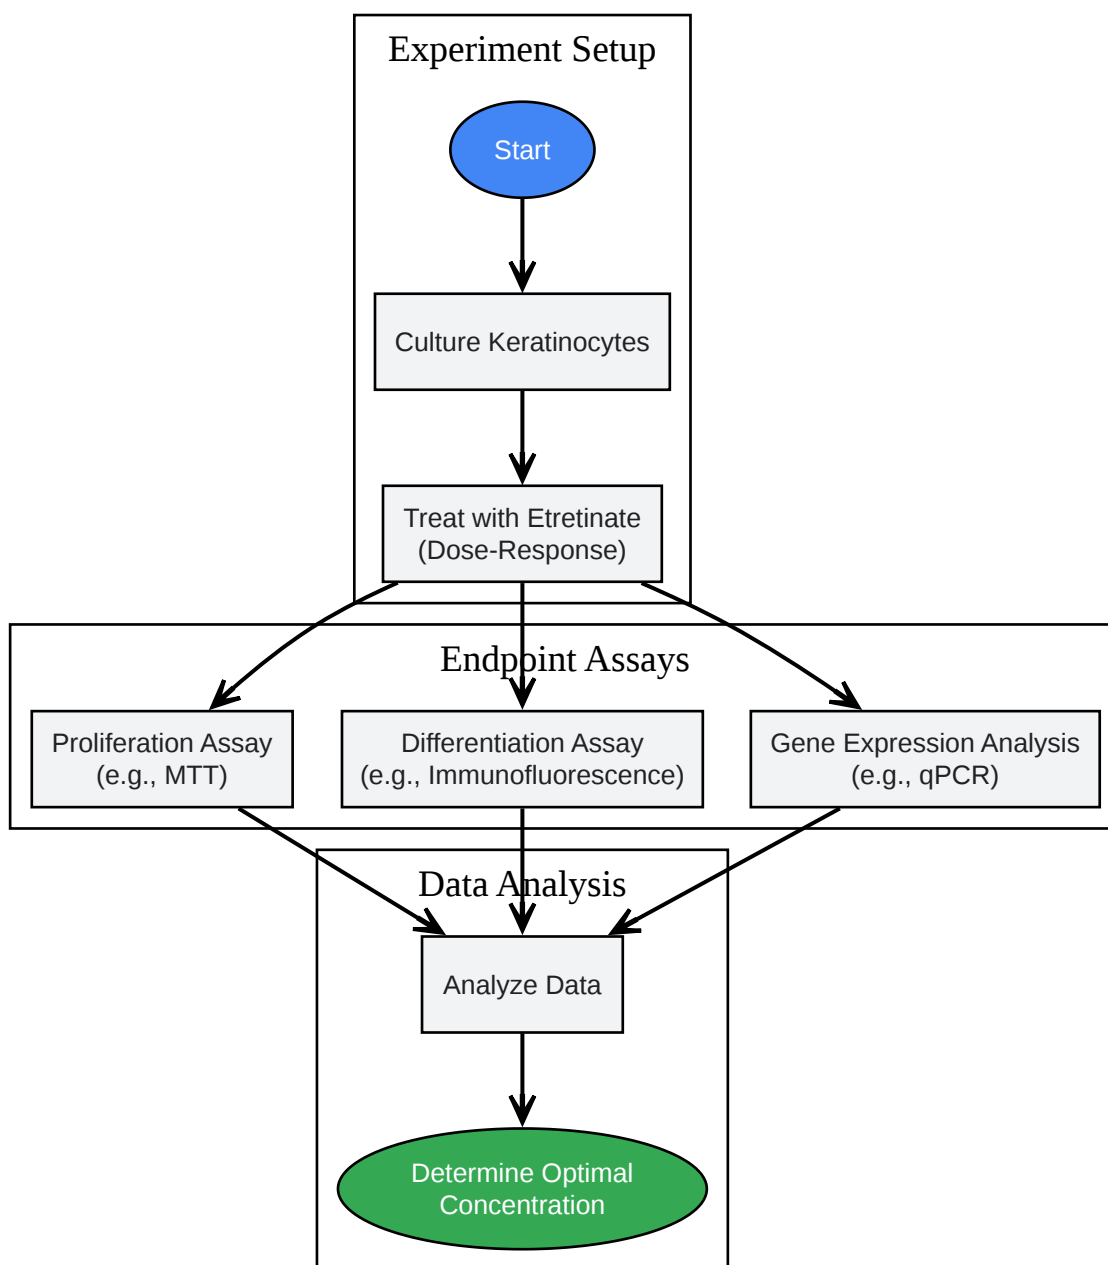 Experiment Setup
Start
Culture Keratinocytes
Treat with Etretinate
(Dose-Response)
Endpoint Assays
Proliferation Assay
(e.g., MTT)
Differentiation Assay
(e.g., Immunofluorescence)
Gene Expression Analysis
(e.g., qPCR)
Data Analysis
Analyze Data
Determine Optimal
Concentration